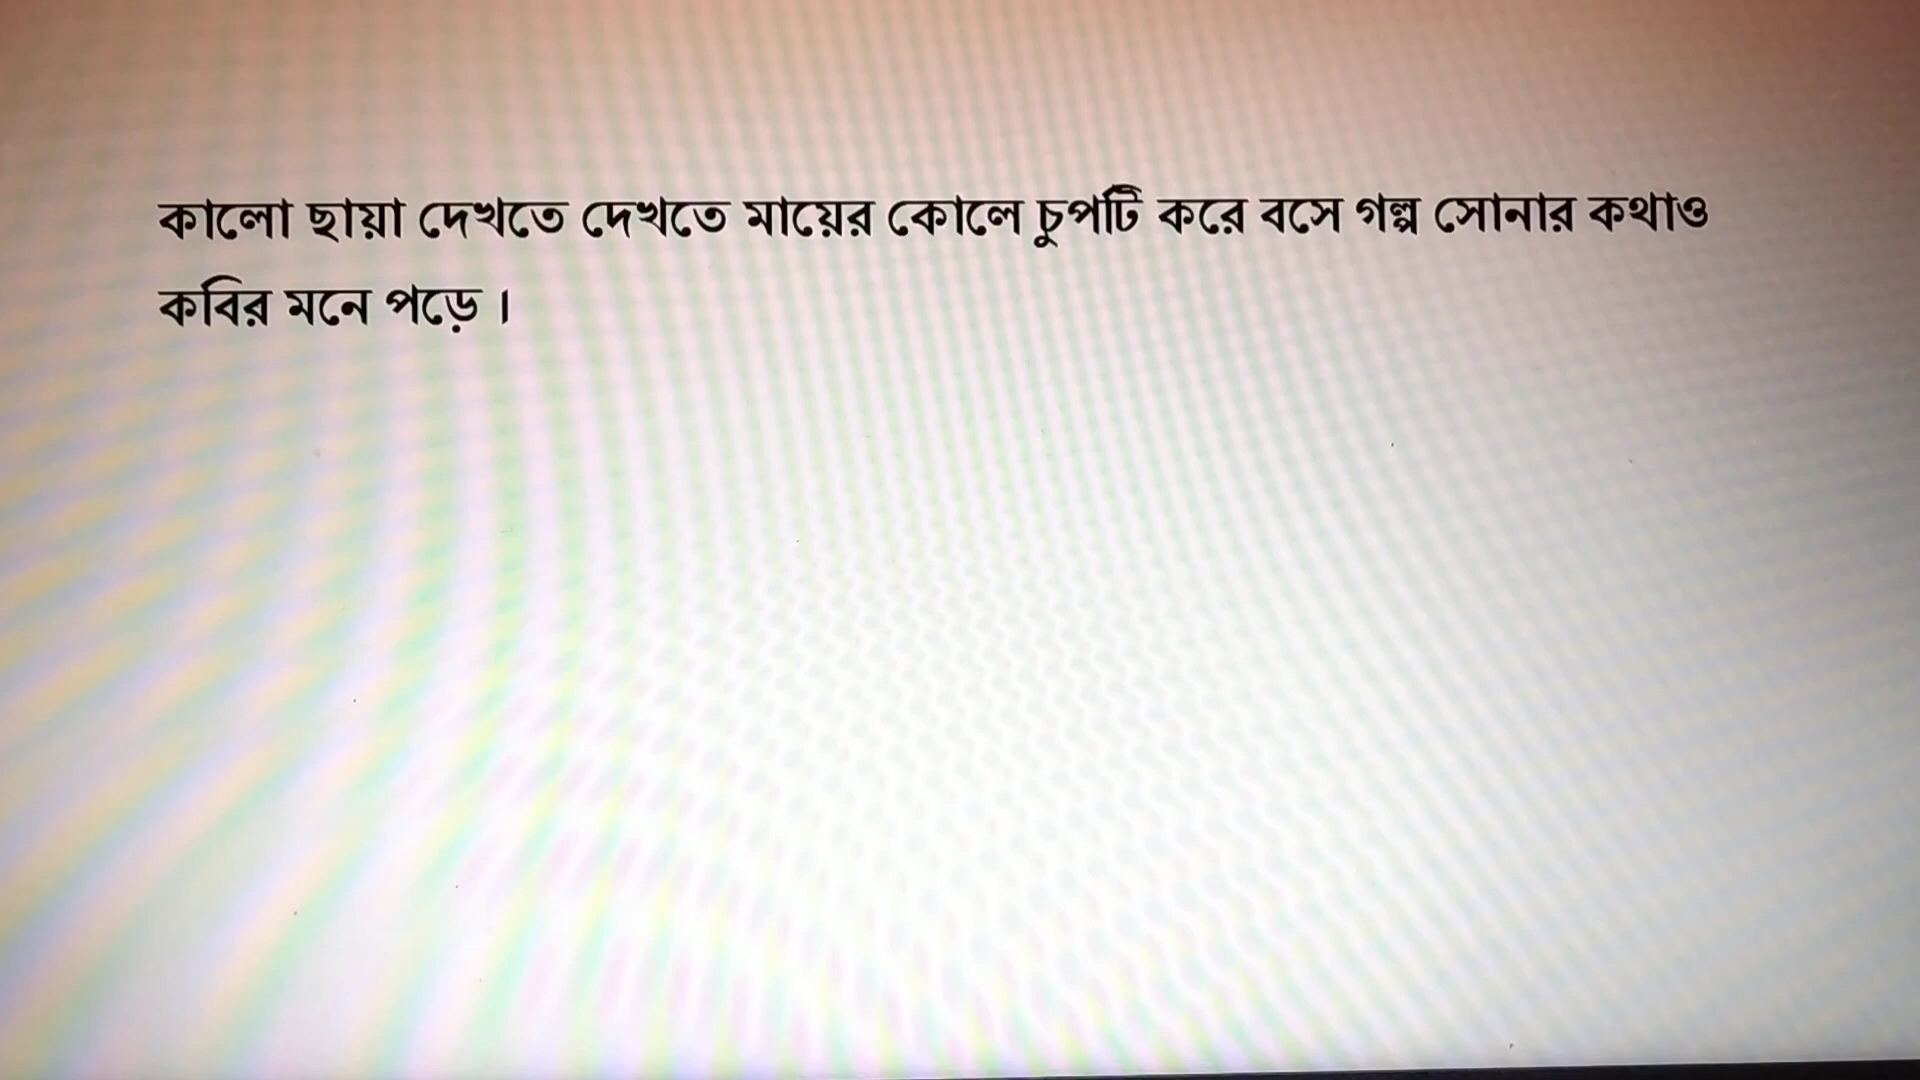 কালো ছায়া দেখতে দেখতে মায়ের কোলে চুপটি করে বসে গল্প সোনার কথাও
কবির মনে পড়ে ।